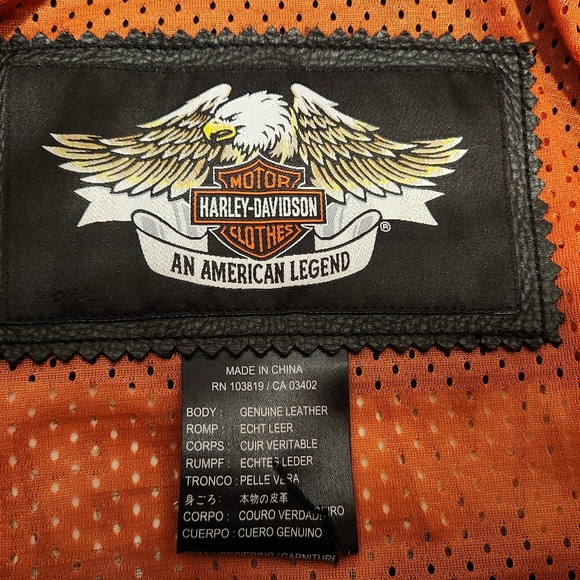 MOTOR
HARLEY-DAVIDSON
CLOTHES
®
AN AMERICAN LEGEND
MADE IN CHINA
RN 103819 / CA 03402
BODY : GENUINE LEATHER
ROMP : ECHT LEER
CORPS : CUIR VERITABLE
RUMPF : ECHTES LEDER
TRONCO : PELLE VERA
身ごろ : 本物の皮革
CORPO : COURO VERDADEIRO
CUERPO : CUERO GENUINO